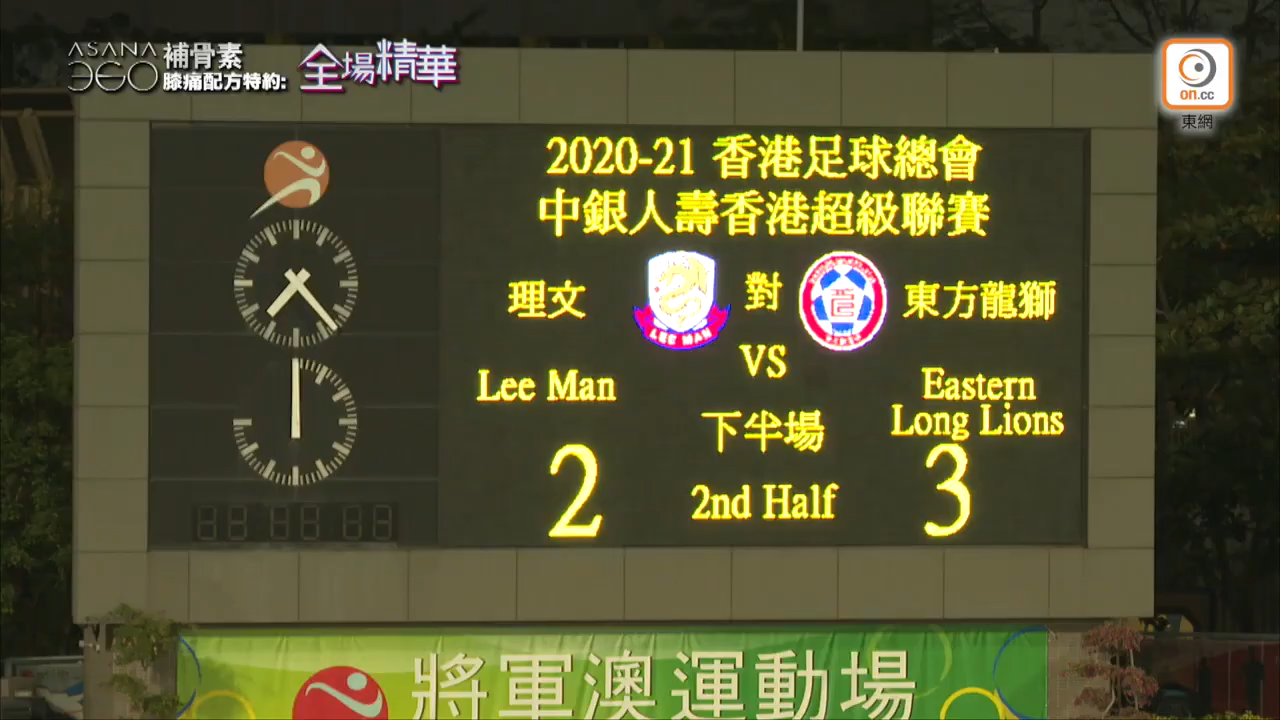 ASANA
360
補骨素
膝痛配方特約:
全場精華
on.cc
東網
2020-21 香港足球總會
中銀人壽香港超級聯賽
理文
對
東方龍獅
LEE MAN
VS
Lee Man
Eastern
Long Lions
下半場
2
2nd Half
3
將軍澳運動場